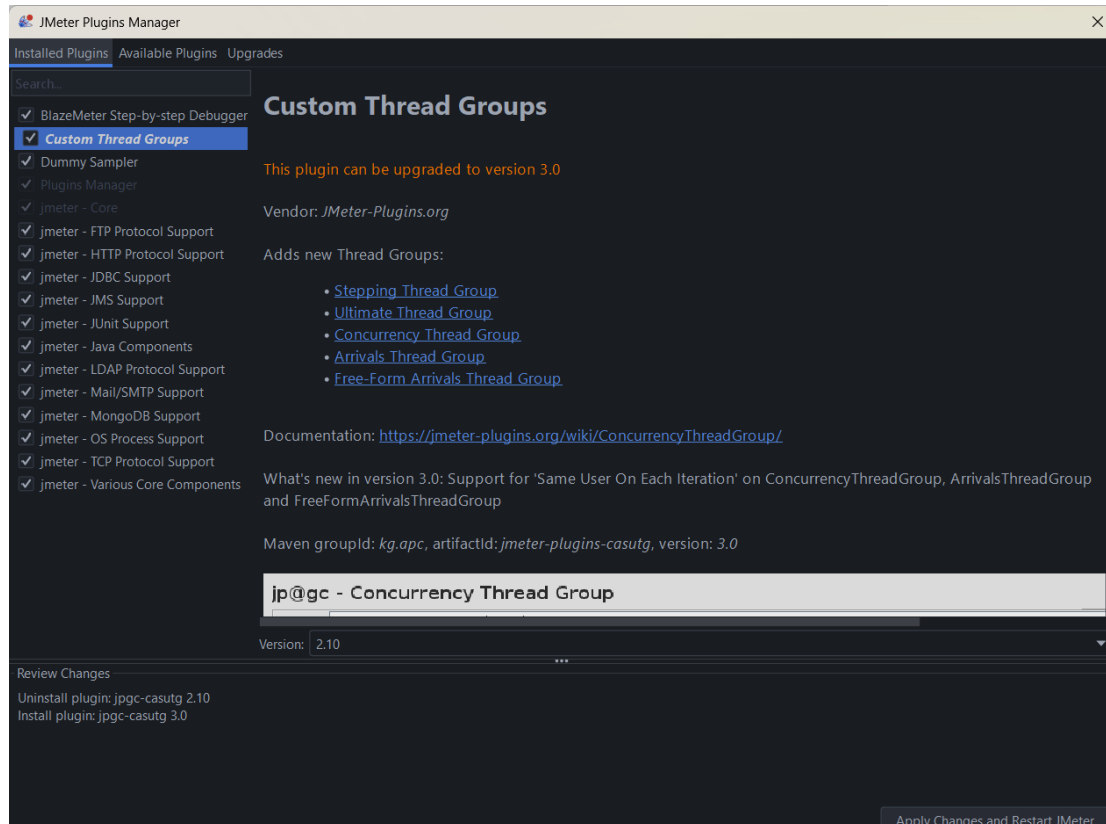 JMeter Plugins Manager
Installed Plugins Available Plugins Upgrades
Search...
BlazeMeter Step-by-step Debugger
Custom Thread Groups
Dummy Sampler
Plugins Manager
jmeter - Core
jmeter - FTP Protocol Support
jmeter - HTTP Protocol Support
jmeter - JDBC Support
jmeter - JMS Support
jmeter - JUnit Support
jmeter - Java Components
jmeter - LDAP Protocol Support
jmeter - Mail/SMTP Support
jmeter - MongoDB Support
jmeter - OS Process Support
jmeter - TCP Protocol Support
jmeter - Various Core Components
Custom Thread Groups
This plugin can be upgraded to version 3.0
Vendor: JMeter-Plugins.org
Adds new Thread Groups:
• Stepping Thread Group
• Ultimate Thread Group
• Concurrency Thread Group
• Arrivals Thread Group
• Free-Form Arrivals Thread Group
Documentation: https://jmeter-plugins.org/wiki/ConcurrencyThreadGroup/
What's new in version 3.0: Support for 'Same User On Each Iteration' on ConcurrencyThreadGroup, ArrivalsThreadGroup
and FreeFormArrivalsThreadGroup
Maven groupId: kg.apc, artifactId: jmeter-plugins-casutg, version: 3.0
jp@gc - Concurrency Thread Group
Version: 2.10
Review Changes
Uninstall plugin: jpgc-casutg 2.10
Install plugin: jpgc-casutg 3.0
Apply Changes and Restart JMeter